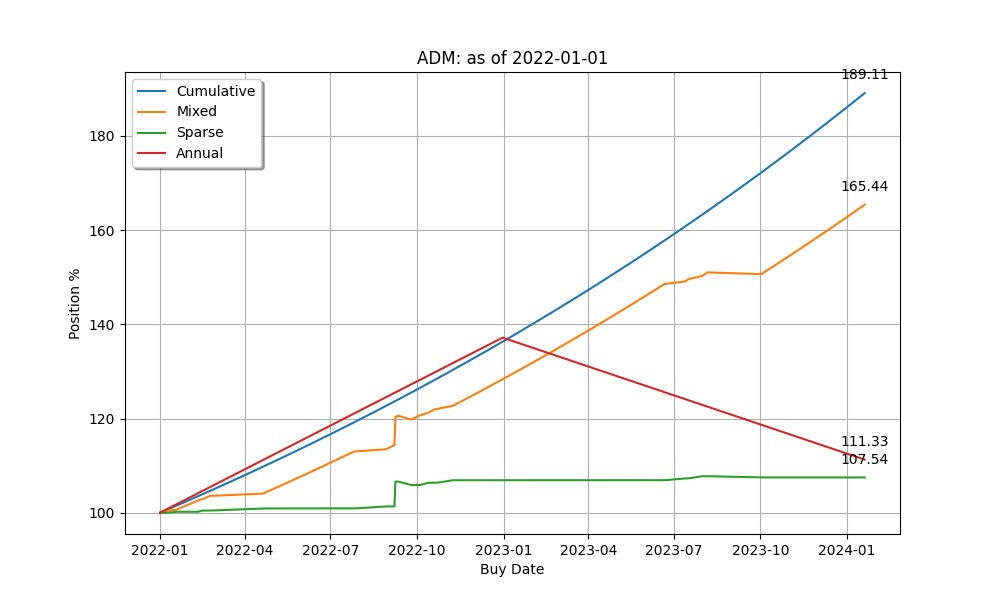 ADM: as of 2022-01-01
Cumulative
Mixed
Sparse
Annual
189.11
165.44
111.33
107.54
180
160
140
120
100
Position %
2022-01 2022-04 2022-07 2022-10 2023-01 2023-04 2023-07 2023-10 2024-01
Buy Date